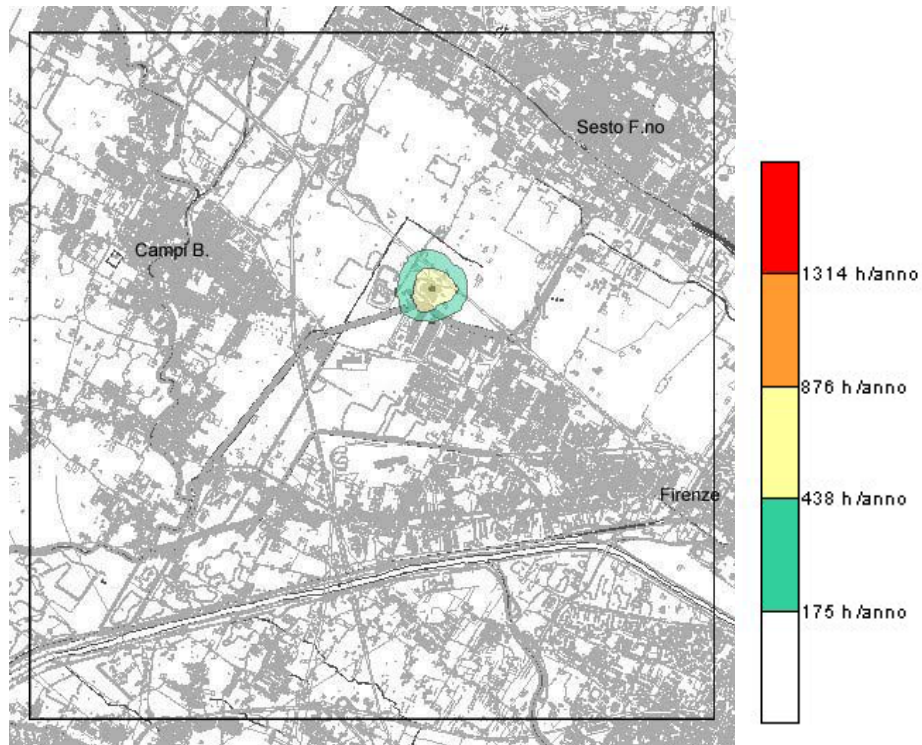 Sesto F.no
Campi B.
Firenze
1314 h/anno
876 h/anno
438 h/anno
175 h/anno